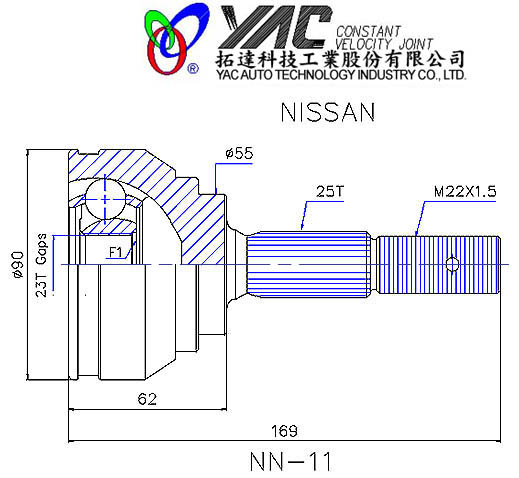 YAC CONSTANT
VELOCITY JOINT
®
拓達科技工業股份有限公司
YAC AUTO TECHNOLOGY INDUSTRY CO., LTD.
NISSAN
ø55
25T
M22X1.5
ø90
23T Gaps
F1
62
169
NN-11